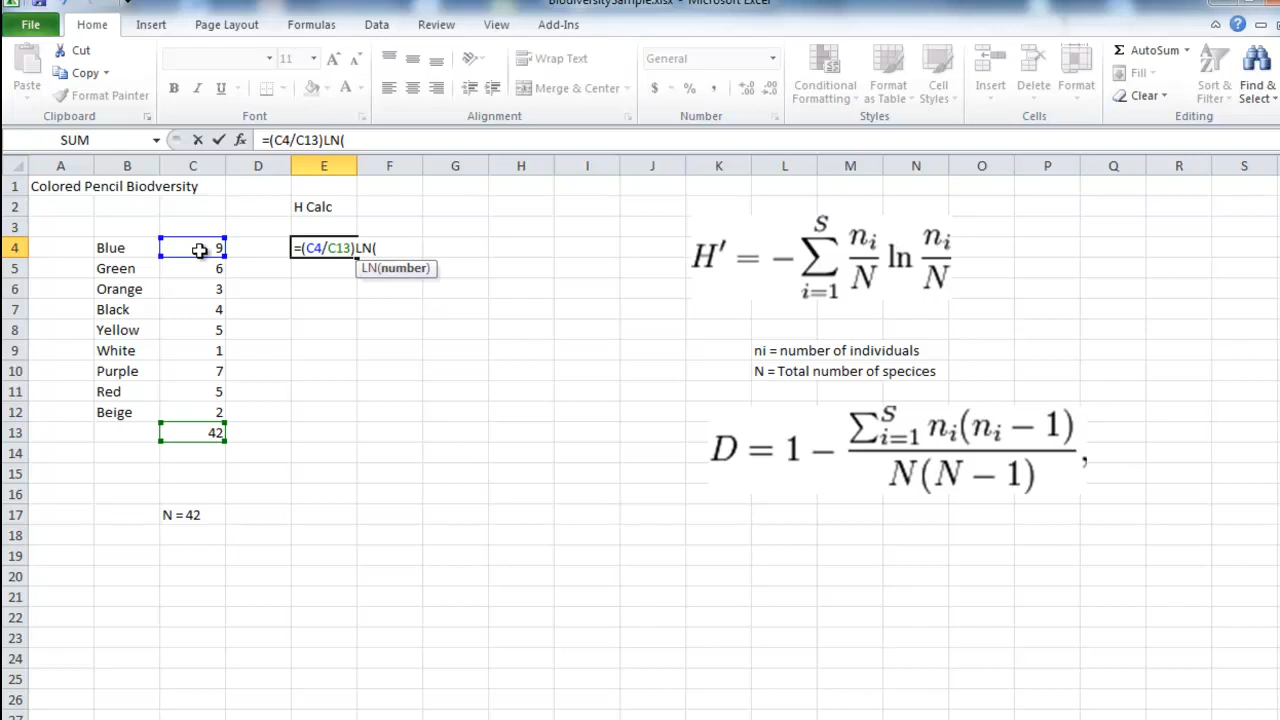 BiodiversitySample.xlsx - Microsoft Excel
File Home Insert Page Layout Formulas Data Review View Add-Ins
Paste Cut Copy Format Painter
Clipboard
11 A A B I U A
Font
Wrap Text
Merge & Center
Alignment
General
$ % ,
Number
Conditional Formatting Format as Table Cell Styles
Styles
Insert Delete Format
Cells
Σ AutoSum Fill Clear Sort & Filter Find & Select
Editing
SUM fx =(C4/C13)LN(
A B C D E F G H I J K L M N O P Q R S
1 Colored Pencil Biodversity
2 H Calc
3
4 Blue 9 =(C4/C13)LN(
LN(number)
5 Green 6
6 Orange 3
7 Black 4
8 Yellow 5
9 White 1
10 Purple 7
11 Red 5
12 Beige 2
13 42
14
15
16
17 N = 42
18
19
20
21
22
23
24
25
26
27
H′ = − ∑ᵢ₌₁ˢ nᵢ/N ln nᵢ/N
ni = number of individuals
N = Total number of specices
D = 1 − ∑ᵢ₌₁ˢ nᵢ(nᵢ − 1) / N(N − 1) ,